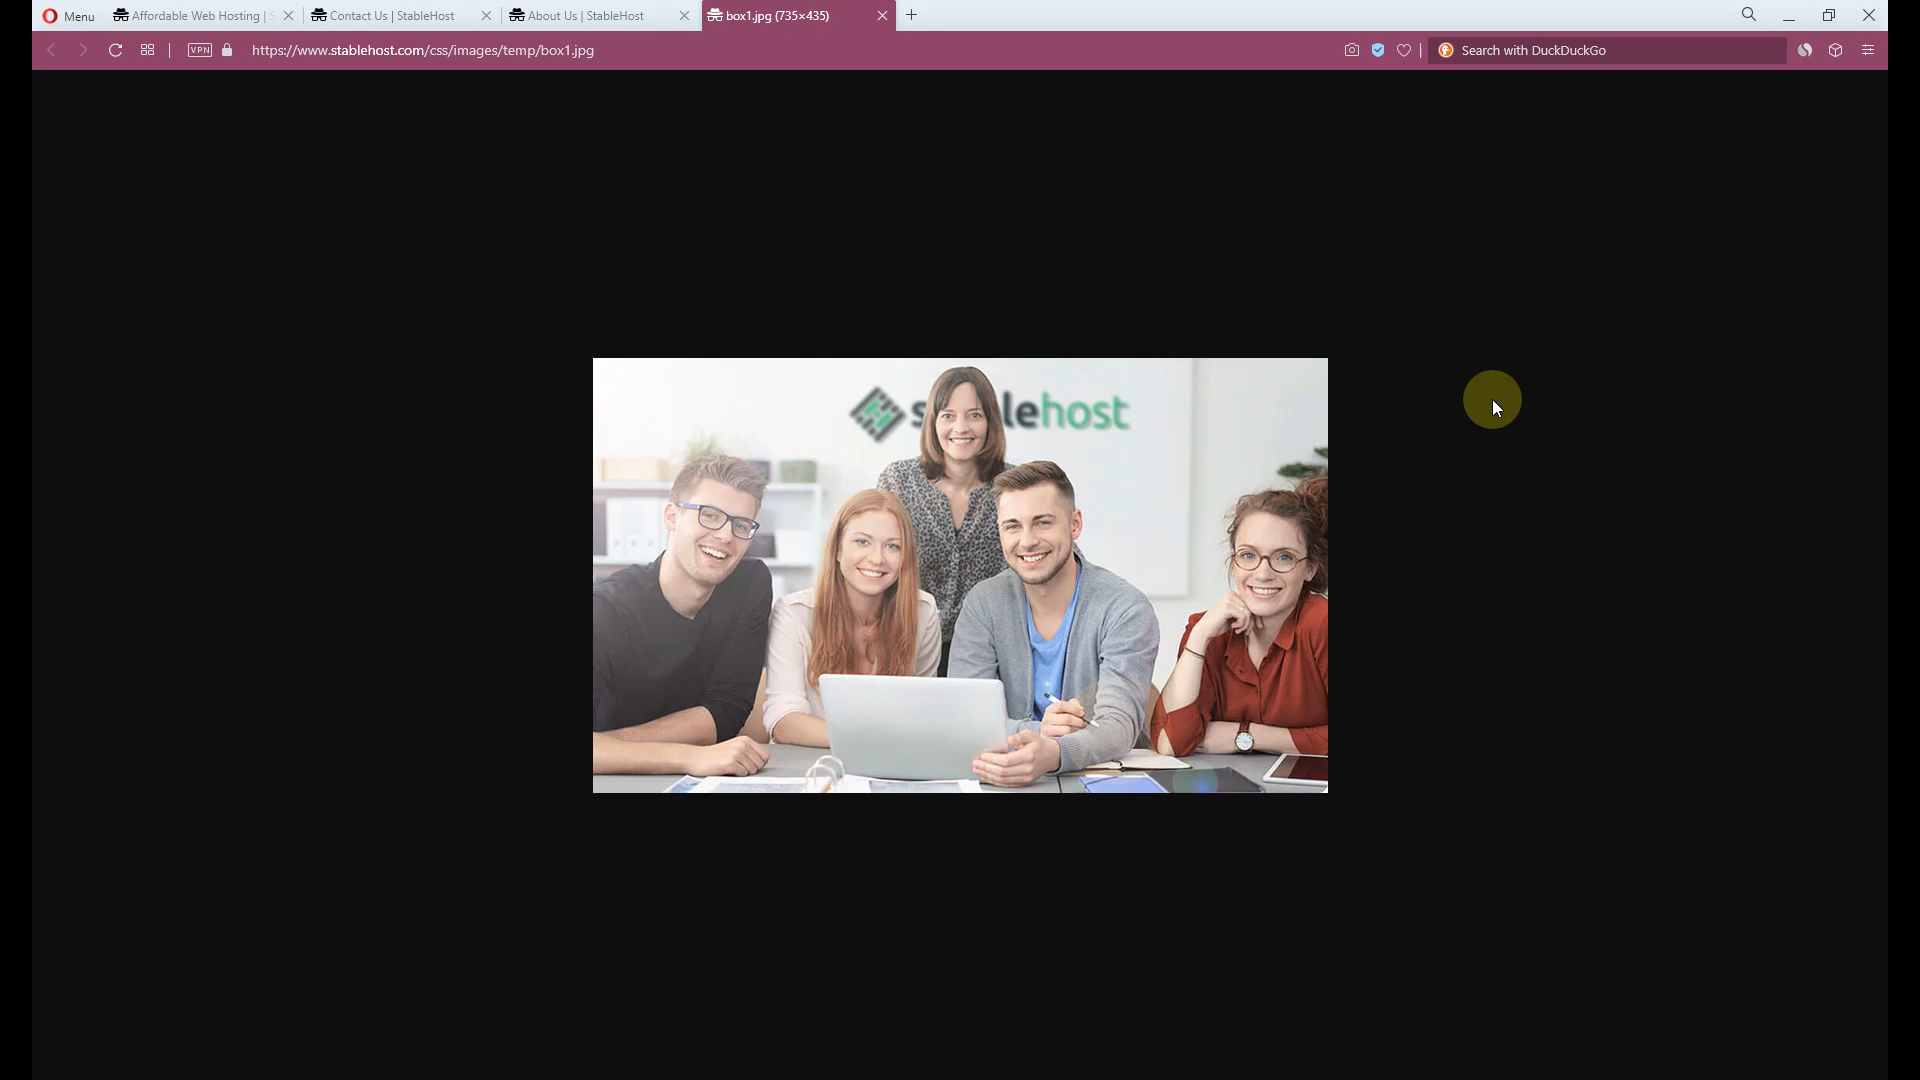 Menu
Affordable Web Hosting | S
Contact Us | StableHost
About Us | StableHost
box1.jpg (735×435)
VPN
https://www.stablehost.com/css/images/temp/box1.jpg
Search with DuckDuckGo
s lehost